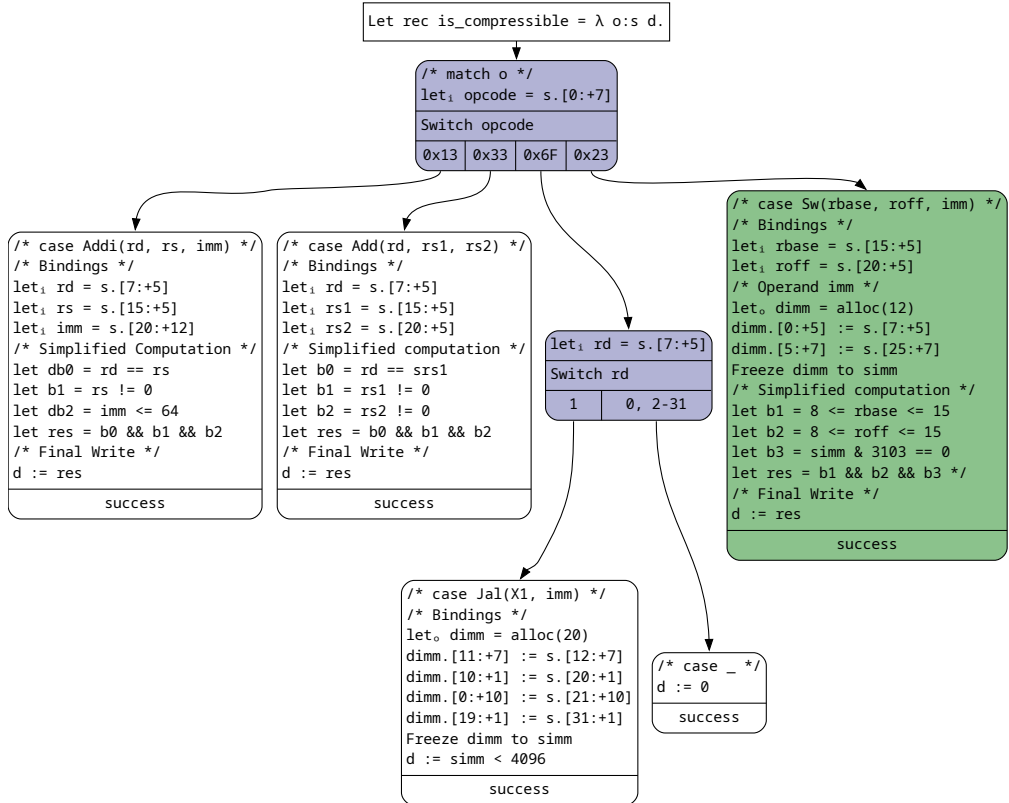 Let rec is_compressible = λ o:s d.
/* match o */
letᵢ opcode = s.[0:+7]
Switch opcode
0x13 0x33 0x6F 0x23
/* case Addi(rd, rs, imm) */
/* Bindings */
letᵢ rd = s.[7:+5]
letᵢ rs = s.[15:+5]
letᵢ imm = s.[20:+12]
/* Simplified Computation */
let db0 = rd == rs
let b1 = rs != 0
let db2 = imm <= 64
let res = b0 && b1 && b2
/* Final Write */
d := res
success
/* case Add(rd, rs1, rs2) */
/* Bindings */
letᵢ rd = s.[7:+5]
letᵢ rs1 = s.[15:+5]
letᵢ rs2 = s.[20:+5]
/* Simplified computation */
let b0 = rd == srs1
let b1 = rs1 != 0
let b2 = rs2 != 0
let res = b0 && b1 && b2
/* Final Write */
d := res
success
letᵢ rd = s.[7:+5]
Switch rd
1 0, 2-31
/* case Sw(rbase, roff, imm) */
/* Bindings */
letᵢ rbase = s.[15:+5]
letᵢ roff = s.[20:+5]
/* Operand imm */
letₒ dimm = alloc(12)
dimm.[0:+5] := s.[7:+5]
dimm.[5:+7] := s.[25:+7]
Freeze dimm to simm
/* Simplified computation */
let b1 = 8 <= rbase <= 15
let b2 = 8 <= roff <= 15
let b3 = simm & 3103 == 0
let res = b1 && b2 && b3 */
/* Final Write */
d := res
success
/* case Jal(X1, imm) */
/* Bindings */
letₒ dimm = alloc(20)
dimm.[11:+7] := s.[12:+7]
dimm.[10:+1] := s.[20:+1]
dimm.[0:+10] := s.[21:+10]
dimm.[19:+1] := s.[31:+1]
Freeze dimm to simm
d := simm < 4096
success
/* case _ */
d := 0
success